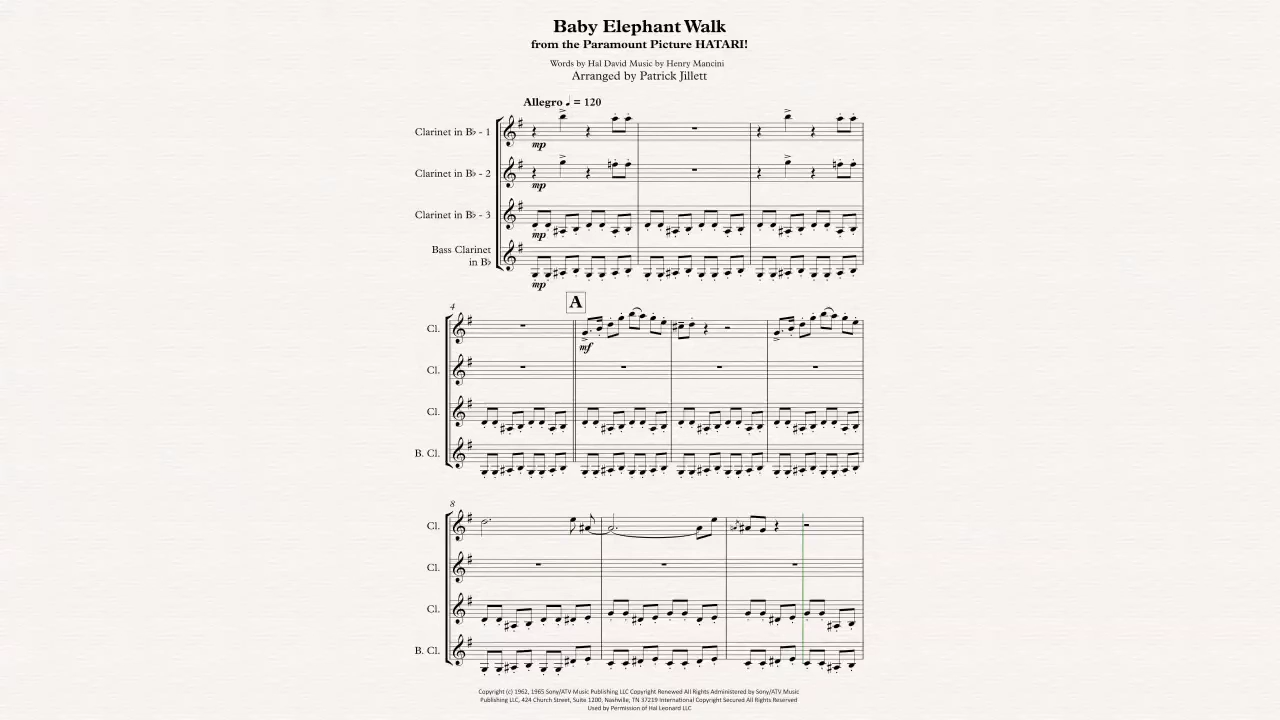 Baby Elephant Walk
from the Paramount Picture HATARI!
Words by Hal David Music by Henry Mancini
Arranged by Patrick Jillett
Allegro ♩ = 120
Clarinet in B♭ - 1
mp
Clarinet in B♭ - 2
mp
Clarinet in B♭ - 3
mp
Bass Clarinet
in B♭
mp
4
A
Cl.
mf
Cl.
Cl.
B. Cl.
8
Cl.
Cl.
Cl.
B. Cl.
Copyright (c) 1962, 1965 Sony/ATV Music Publishing LLC Copyright Renewed All Rights Administered by Sony/ATV Music
Publishing LLC, 424 Church Street, Suite 1200, Nashville, TN 37219 International Copyright Secured All Rights Reserved
Used by Permission of Hal Leonard LLC